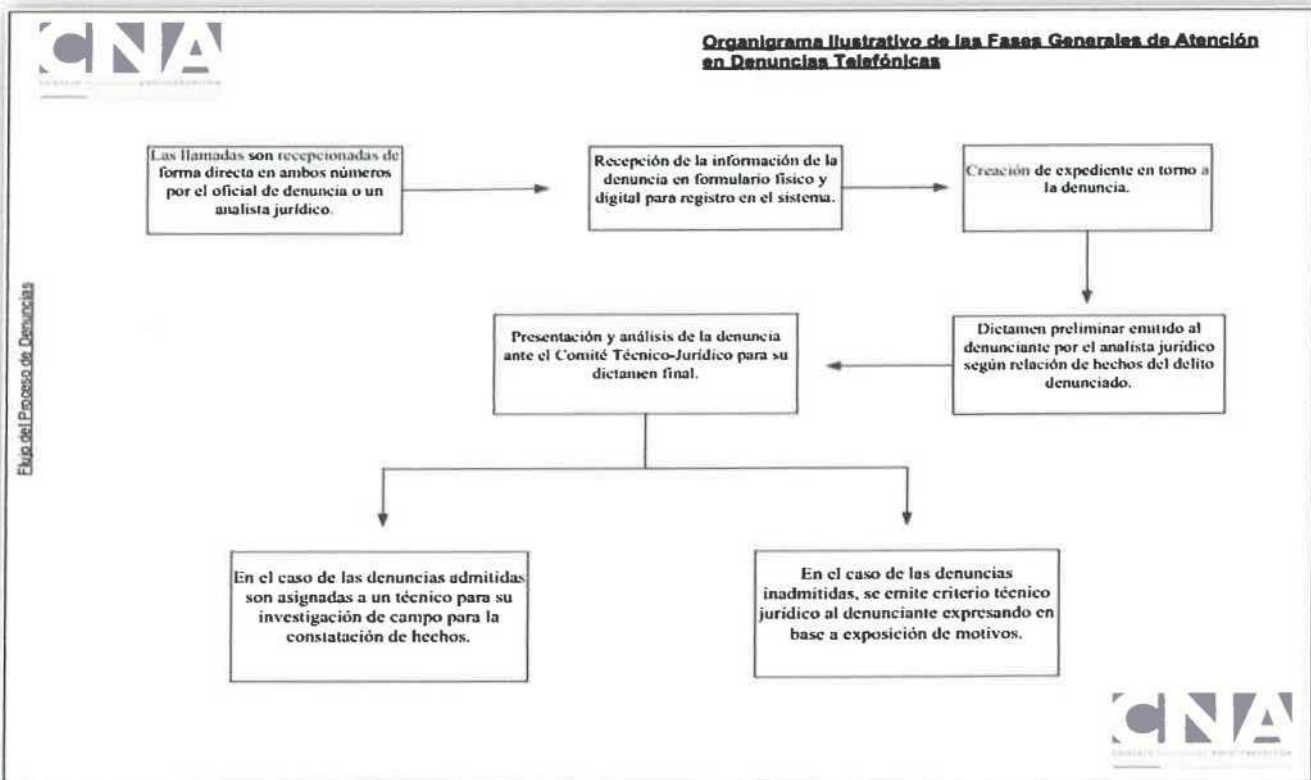 CNA
Organigrama Ilustrativo de las Fases Generales de Atención
en Denuncias Telefónicas
Las llamadas son recepcionadas de
forma directa en ambos números
por el oficial de denuncia o un
analista jurídico.
Recepción de la información de la
denuncia en formulario físico y
digital para registro en el sistema.
Creación de expediente en torno a
la denuncia.
Flujo del Proceso de Denuncias
Presentación y análisis de la denuncia
ante el Comité Técnico-Jurídico para su
dictamen final.
Dictamen preliminar emitido al
denunciante por el analista jurídico
según relación de hechos del delito
denunciado.
En el caso de las denuncias admitidas
son asignadas a un técnico para su
investigación de campo para la
constatación de hechos.
En el caso de las denuncias
inadmitidas, se emite criterio técnico
jurídico al denunciante expresando en
base a exposición de motivos.
CNA